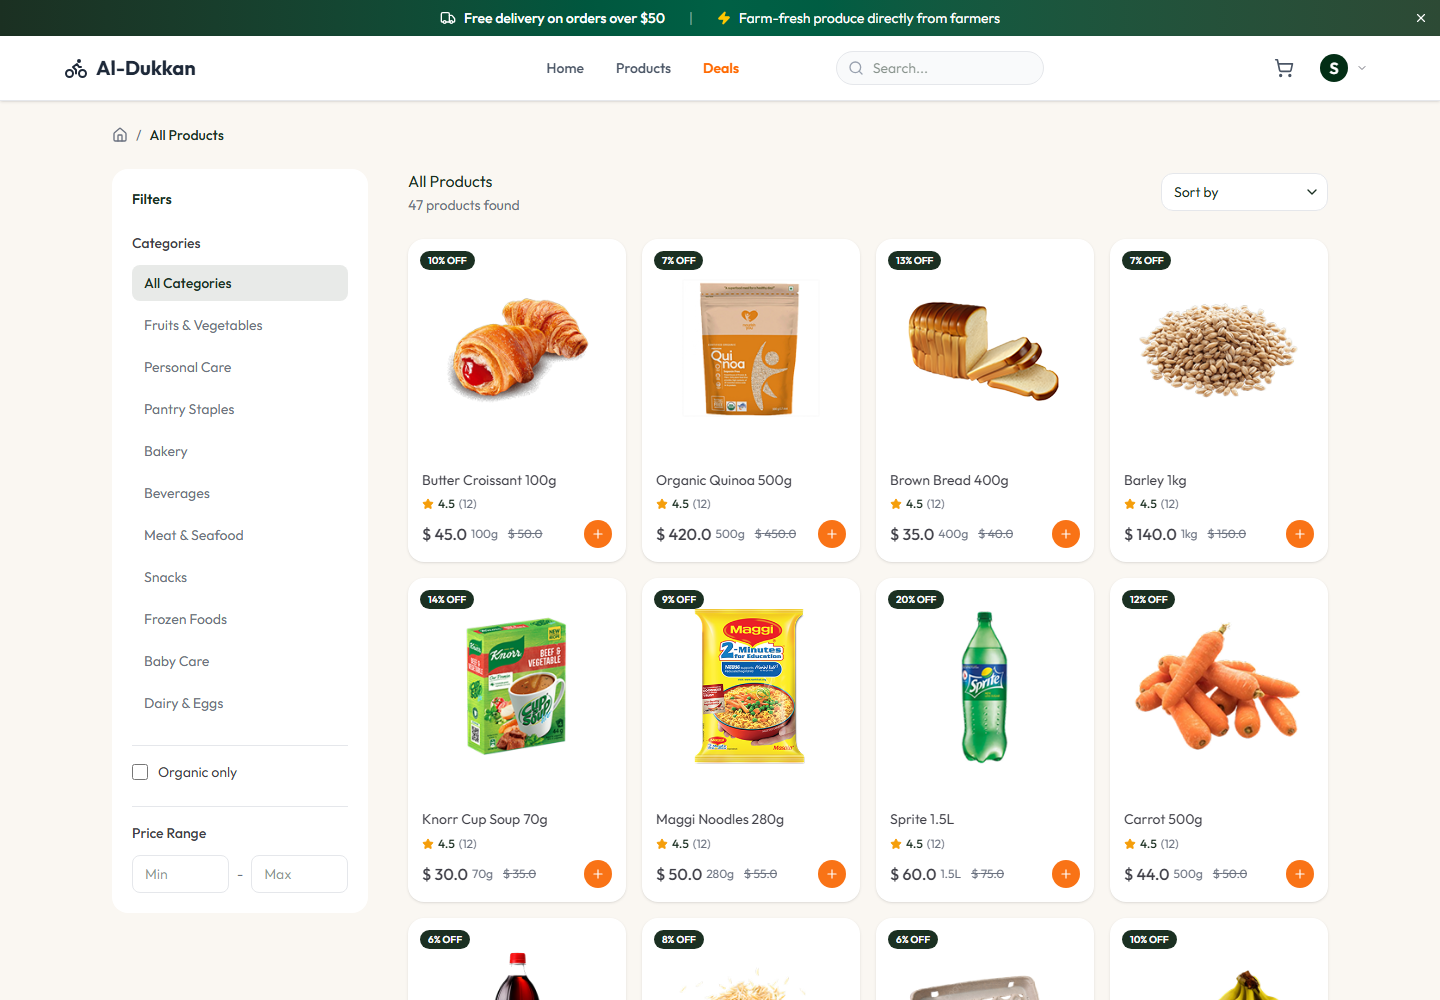 Free delivery on orders over $50 | Farm-fresh produce directly from farmers
Al-Dukkan
Home Products Deals
Search...
S
/ All Products
Filters
Categories
All Categories
Fruits & Vegetables
Personal Care
Pantry Staples
Bakery
Beverages
Meat & Seafood
Snacks
Frozen Foods
Baby Care
Dairy & Eggs
Organic only
Price Range
Min - Max
All Products
47 products found
Sort by
10% OFF
Butter Croissant 100g
4.5 (12)
$ 45.0 100g $ 50.0
7% OFF
Qui
noa
Organic Quinoa 500g
4.5 (12)
$ 420.0 500g $ 450.0
13% OFF
Brown Bread 400g
4.5 (12)
$ 35.0 400g $ 40.0
7% OFF
Barley 1kg
4.5 (12)
$ 140.0 1kg $ 150.0
14% OFF
Knorr
BEEF &
VEGETABLE
CUP a
SOUP
Knorr Cup Soup 70g
4.5 (12)
$ 30.0 70g $ 35.0
9% OFF
Maggi
2-Minutes
for Education
Maggi Noodles 280g
4.5 (12)
$ 50.0 280g $ 55.0
20% OFF
Sprite
Sprite 1.5L
4.5 (12)
$ 60.0 1.5L $ 75.0
12% OFF
Carrot 500g
4.5 (12)
$ 44.0 500g $ 50.0
6% OFF
8% OFF
6% OFF
10% OFF